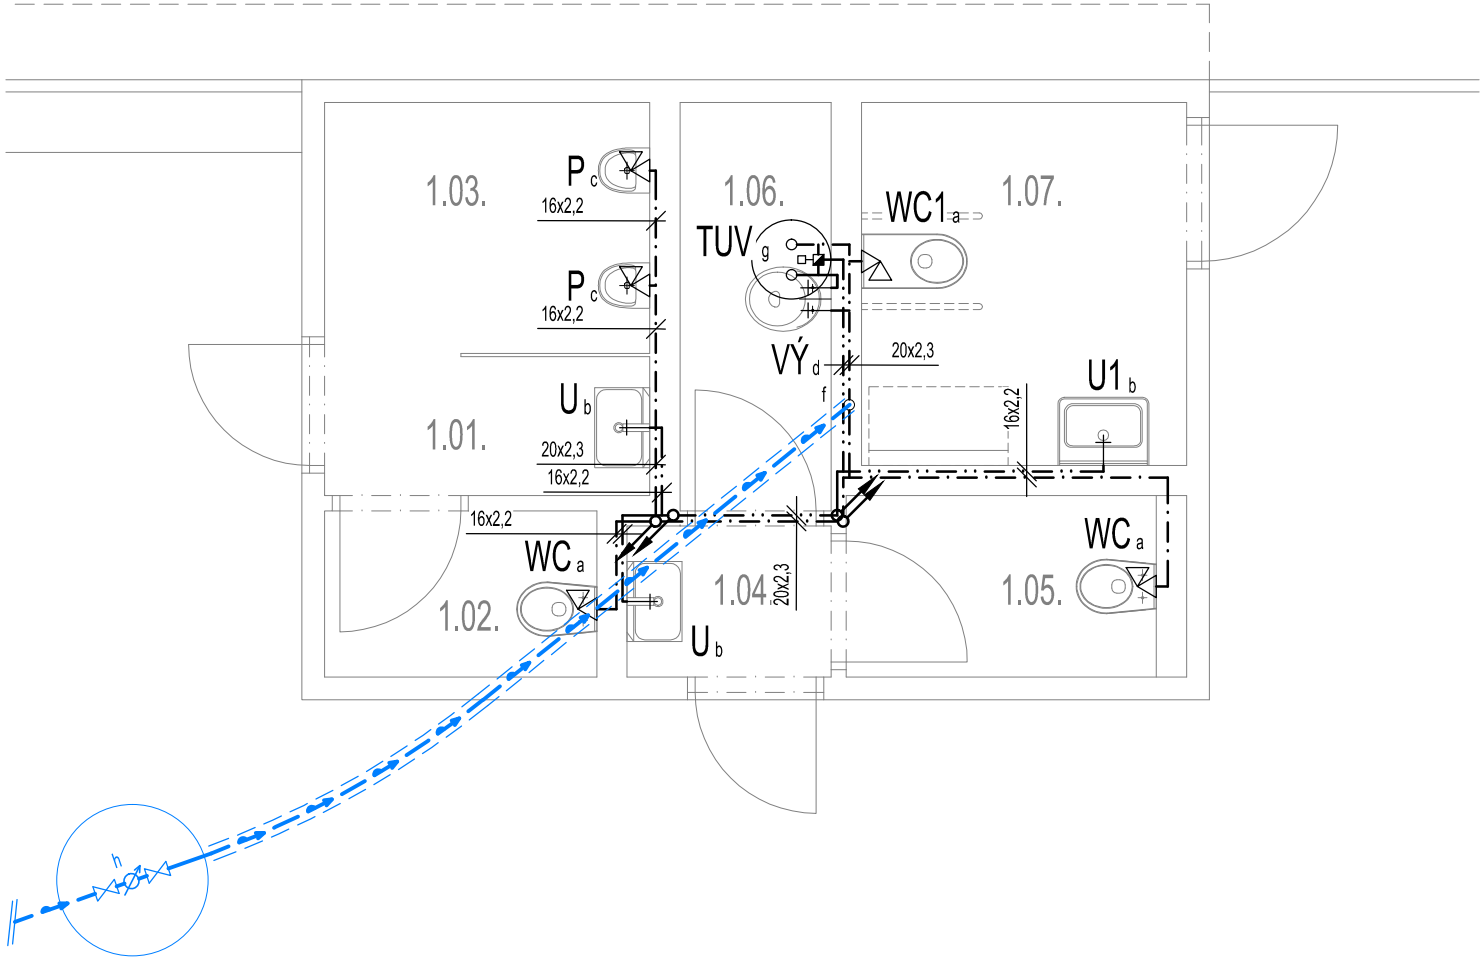 P c
1.03.
16x2,2
1.06.
WC1 a
1.07.
TUV g
P c
16x2,2
VÝ d
20x2,3
f
U1 b
16x2,2
U b
1.01.
20x2,3
16x2,2
16x2,2
WC a
WC a
20x2,3
1.02.
1.04.
1.05.
U b
h